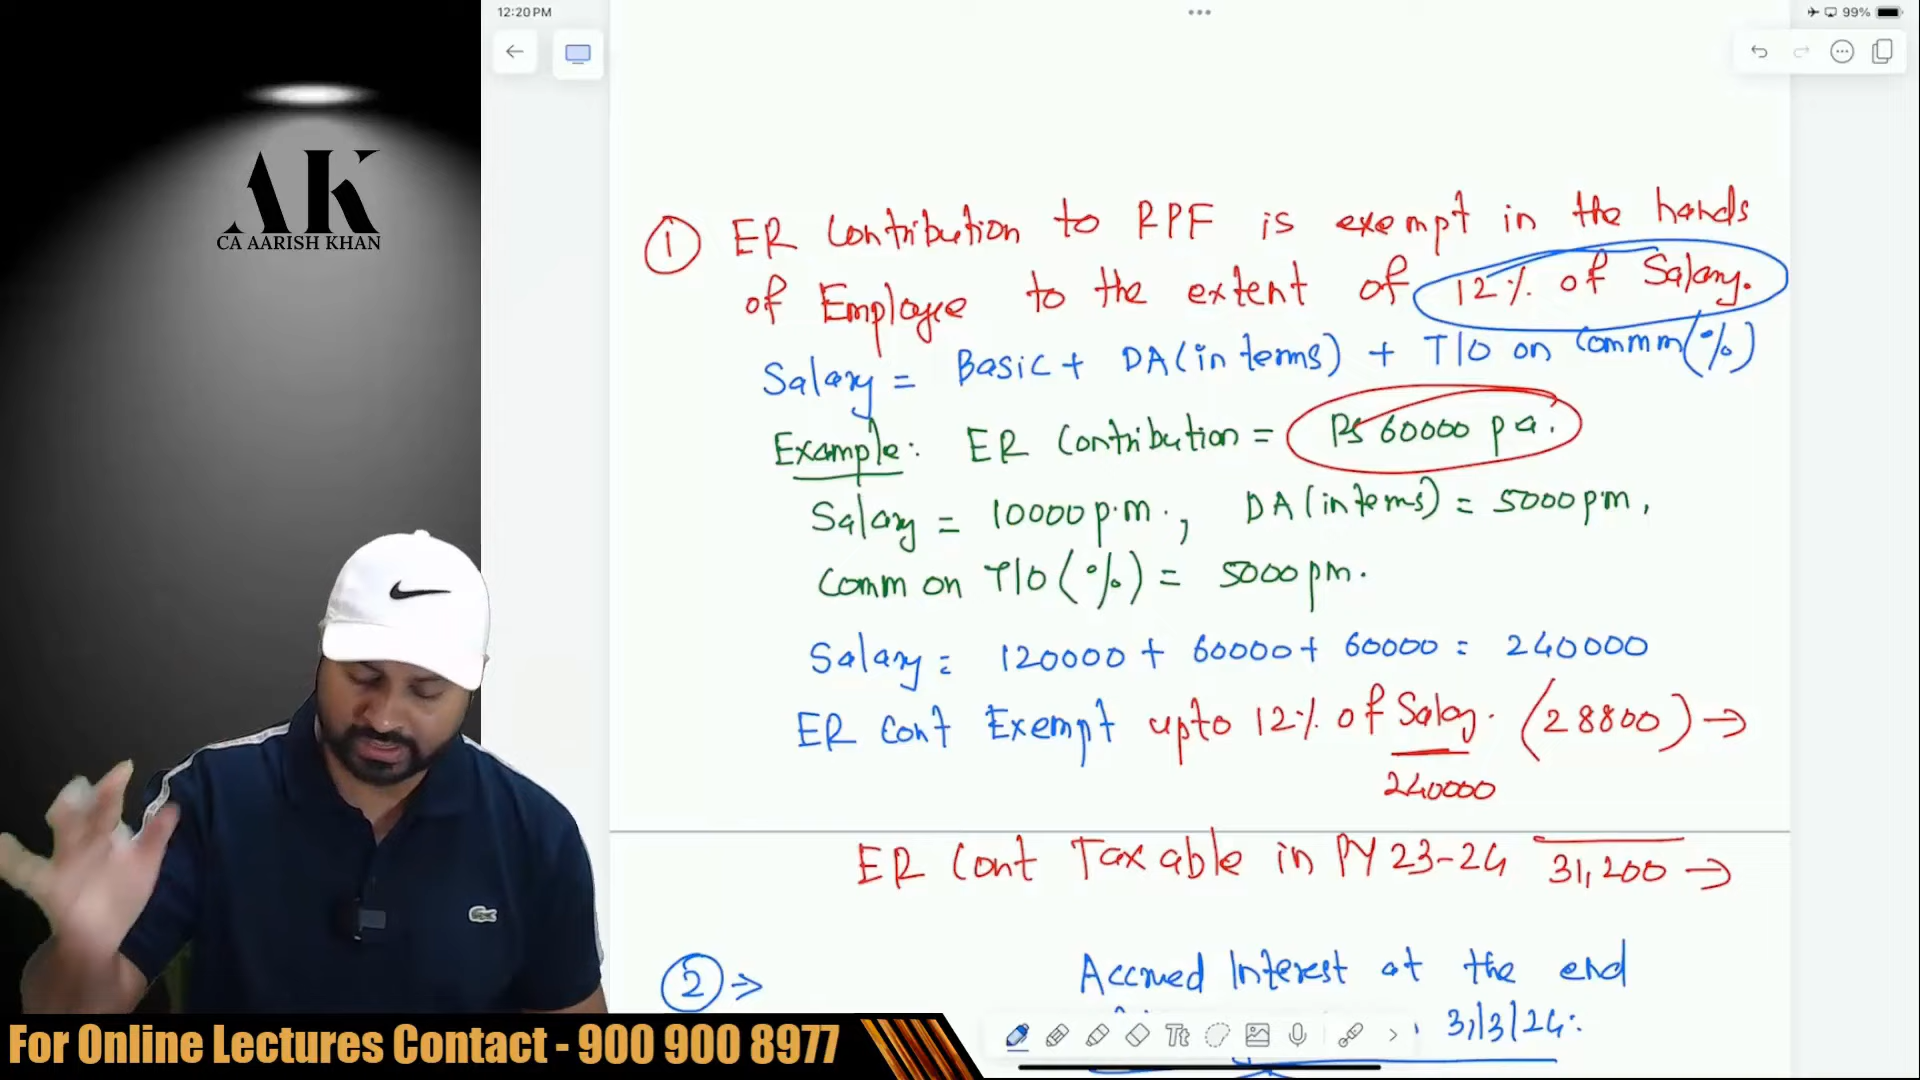 12:20 PM
99%
AK
CA AARISH KHAN
① ER Contribution to RPF is exempt in the hands
of Employee to the extent of 12% of Salary.
Salary = Basic + DA (in terms) + T/O on Commm (%)
Example: ER Contribution = Rs 60000 pa.
Salary = 10000 p.m., DA (in terms) = 5000 pm,
Comm on T/O (%) = 5000 pm.
Salary = 120000 + 60000 + 60000 = 240000
ER Cont Exempt upto 12% of Salary. (28800) →
240000
ER Cont Taxable in PY 23-24 31,200 →
② → Accrued Interest at the end
31/3/24:
Tt
For Online Lectures Contact - 900 900 8977